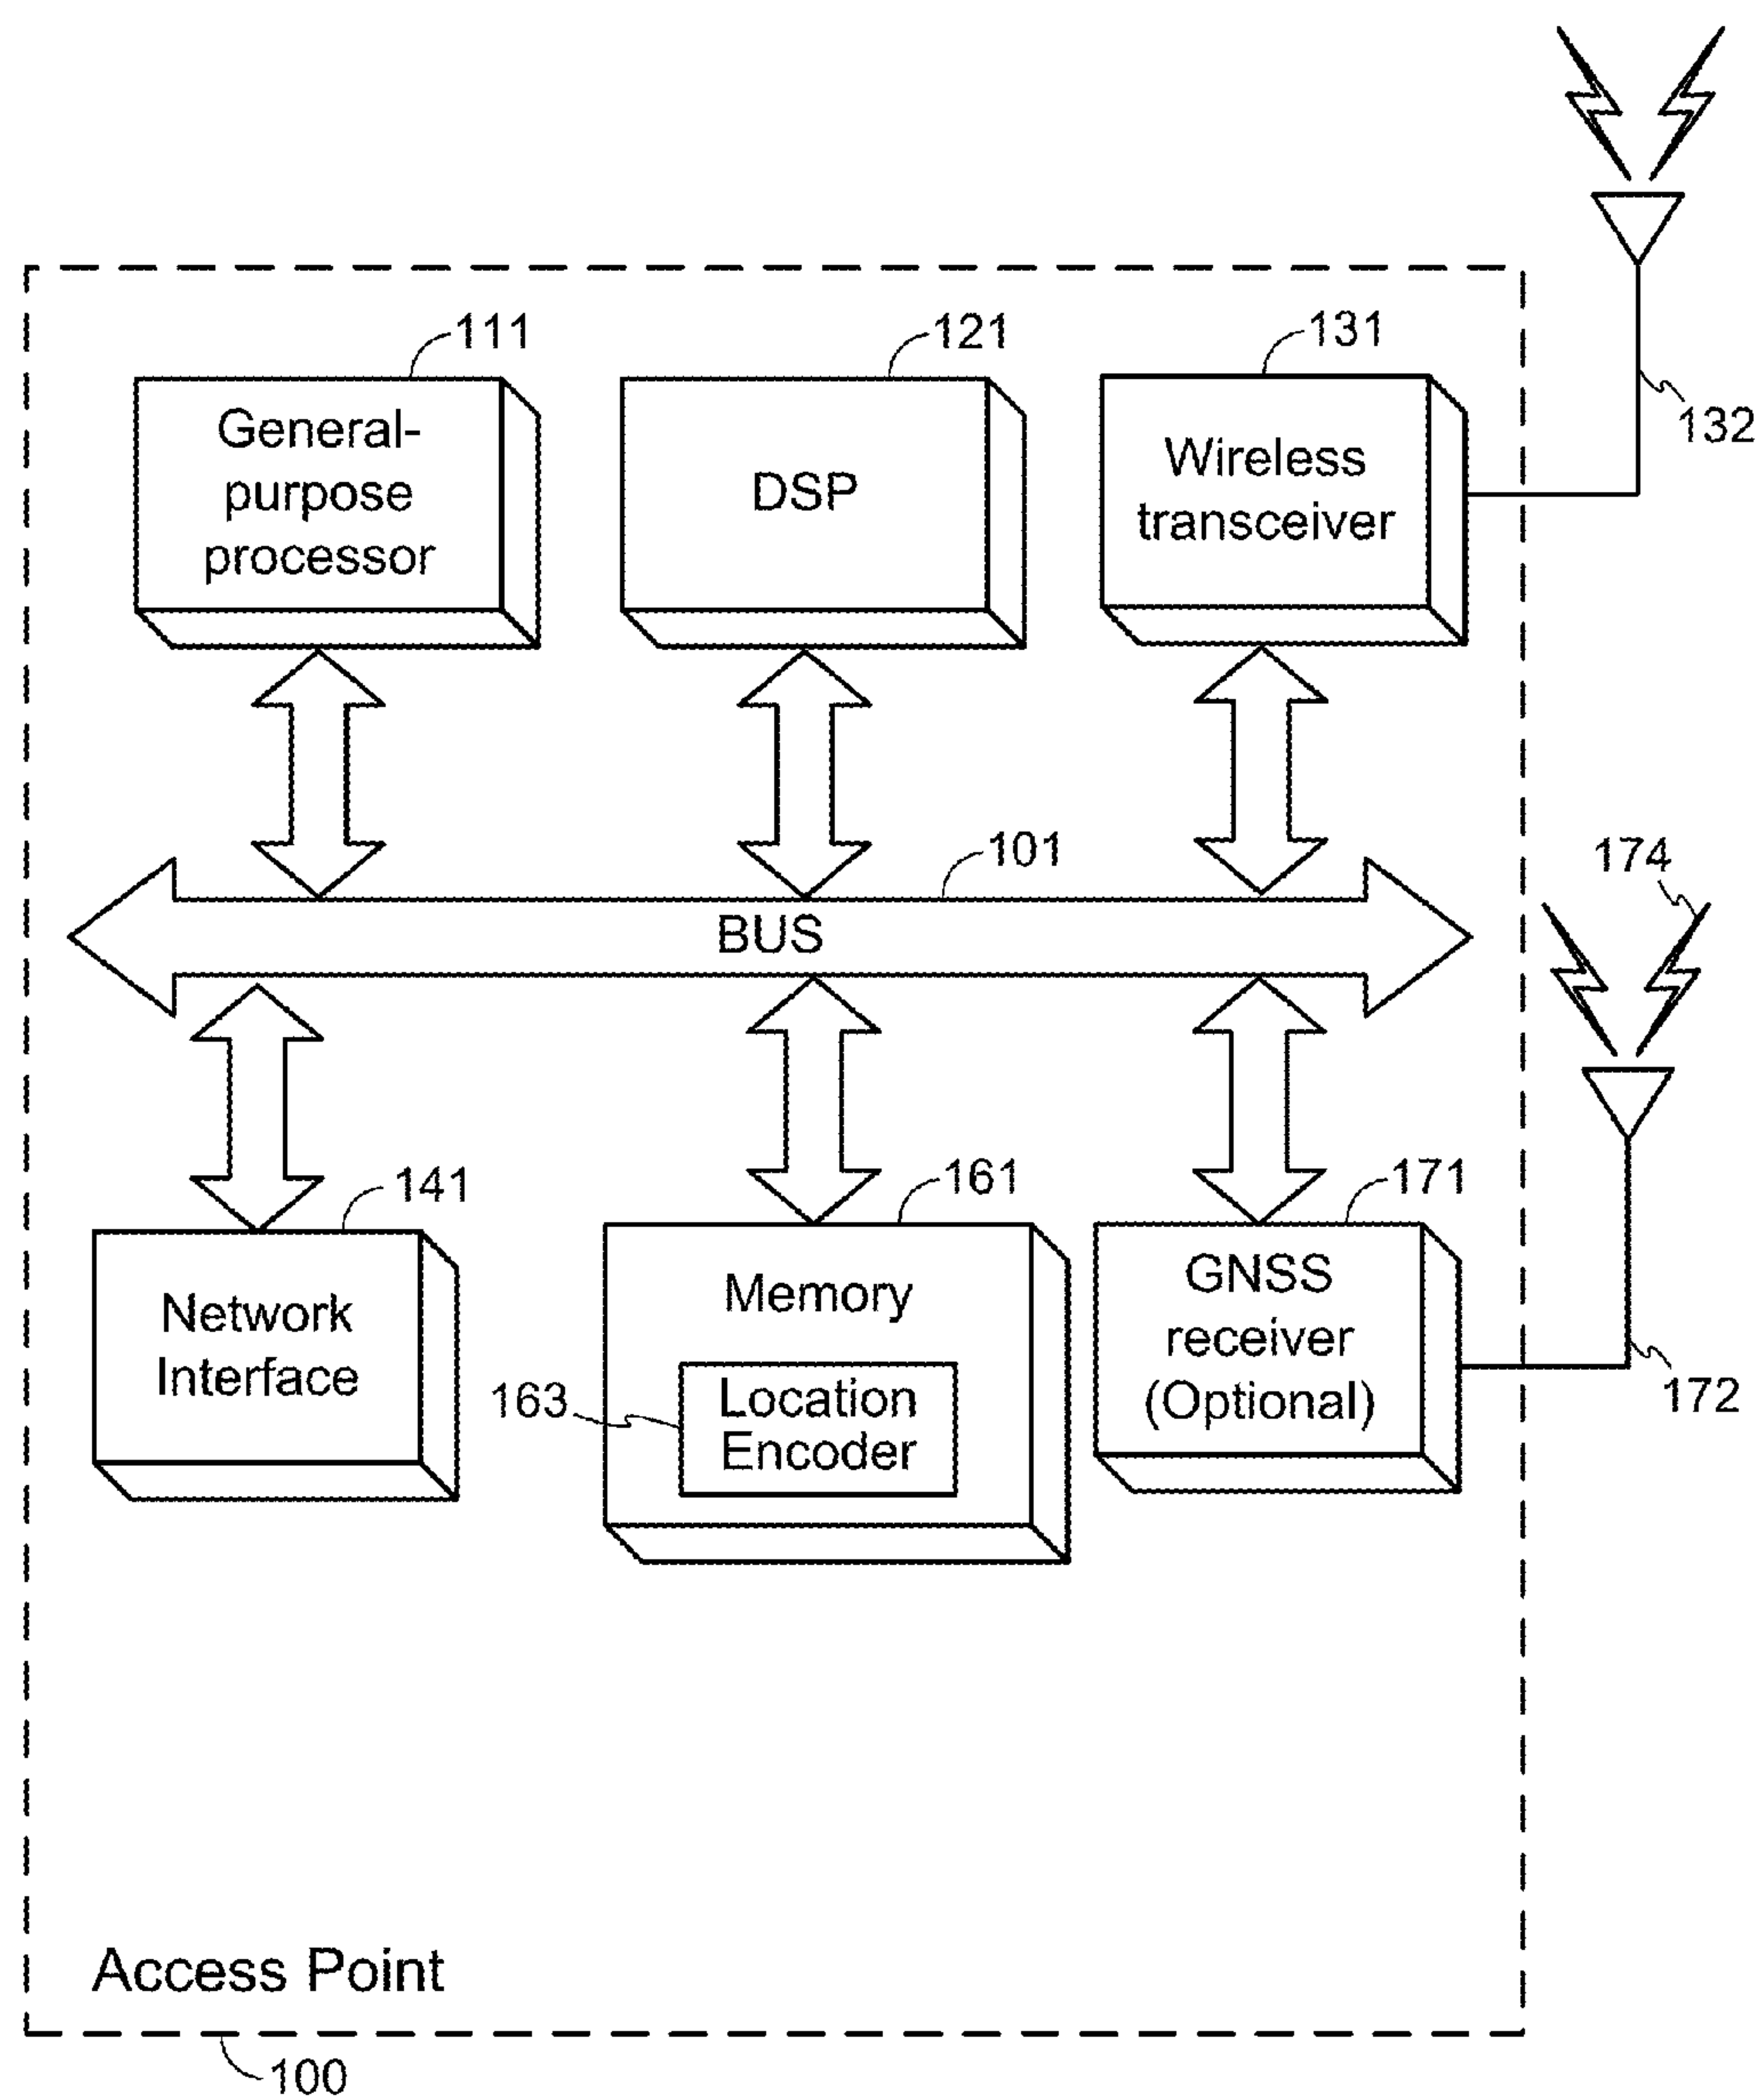 111
121
131
132
General-
purpose
processor
DSP
Wireless
transceiver
101
BUS
174
141
161
171
172
Network
Interface
Memory
163
Location
Encoder
GNSS
receiver
(Optional)
Access Point
100